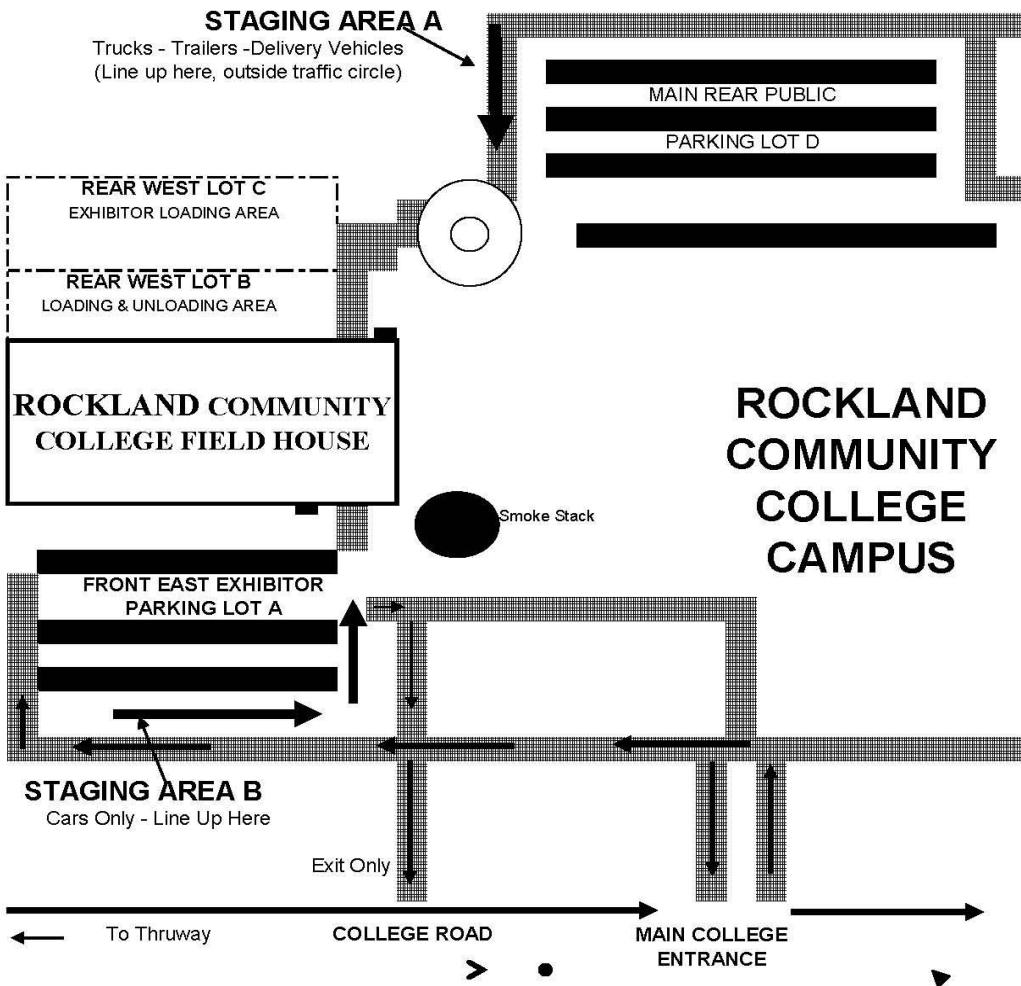 STAGING AREA A
Trucks - Trailers -Delivery Vehicles
(Line up here, outside traffic circle)
MAIN REAR PUBLIC
PARKING LOT D
REAR WEST LOT C
EXHIBITOR LOADING AREA
REAR WEST LOT B
LOADING & UNLOADING AREA
ROCKLAND COMMUNITY
COLLEGE FIELD HOUSE
ROCKLAND
COMMUNITY
COLLEGE
CAMPUS
Smoke Stack
FRONT EAST EXHIBITOR
PARKING LOT A
STAGING AREA B
Cars Only - Line Up Here
Exit Only
To Thruway
COLLEGE ROAD
MAIN COLLEGE
ENTRANCE